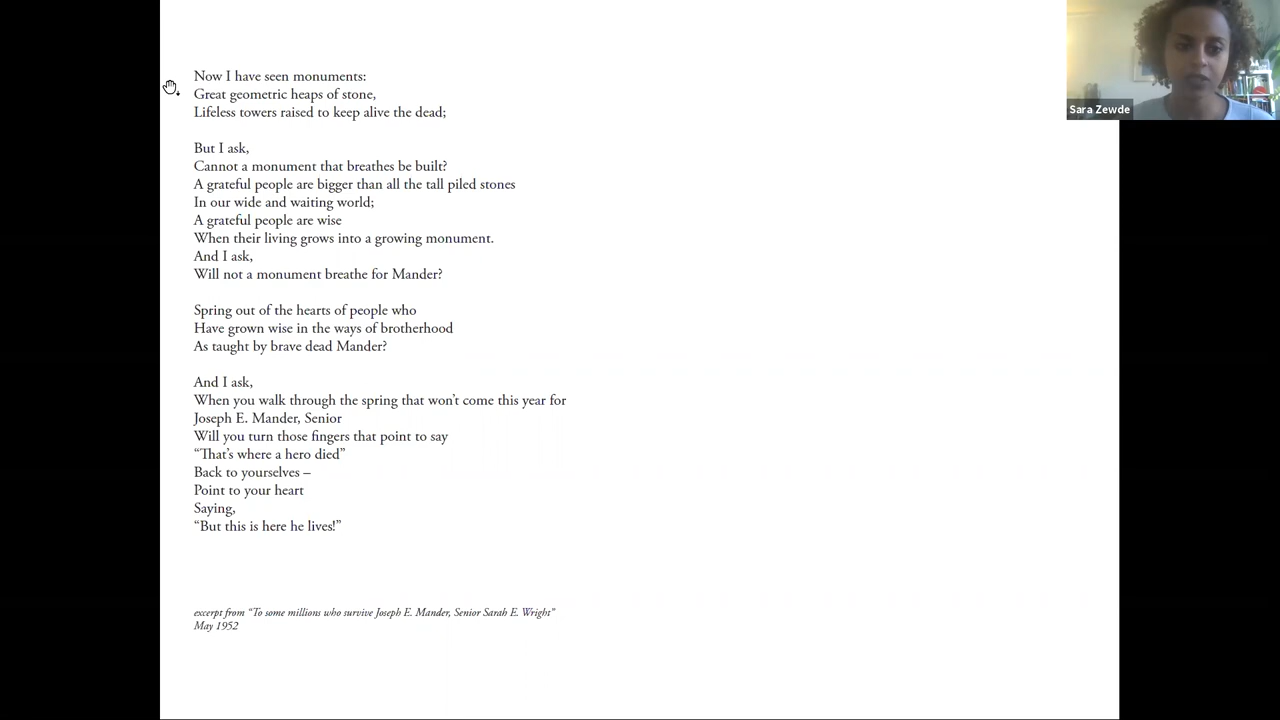 Now I have seen monuments:
Great geometric heaps of stone,
Lifeless towers raised to keep alive the dead;
But I ask,
Cannot a monument that breathes be built?
A grateful people are bigger than all the tall piled stones
In our wide and waiting world;
A grateful people are wise
When their living grows into a growing monument.
And I ask,
Will not a monument breathe for Mander?
Spring out of the hearts of people who
Have grown wise in the ways of brotherhood
As taught by brave dead Mander?
And I ask,
When you walk through the spring that won’t come this year for
Joseph E. Mander, Senior
Will you turn those fingers that point to say
“That’s where a hero died”
Back to yourselves –
Point to your heart
Saying,
“But this is here he lives!”
excerpt from “To some millions who survive Joseph E. Mander, Senior Sarah E. Wright”
May 1952
Sara Zewde